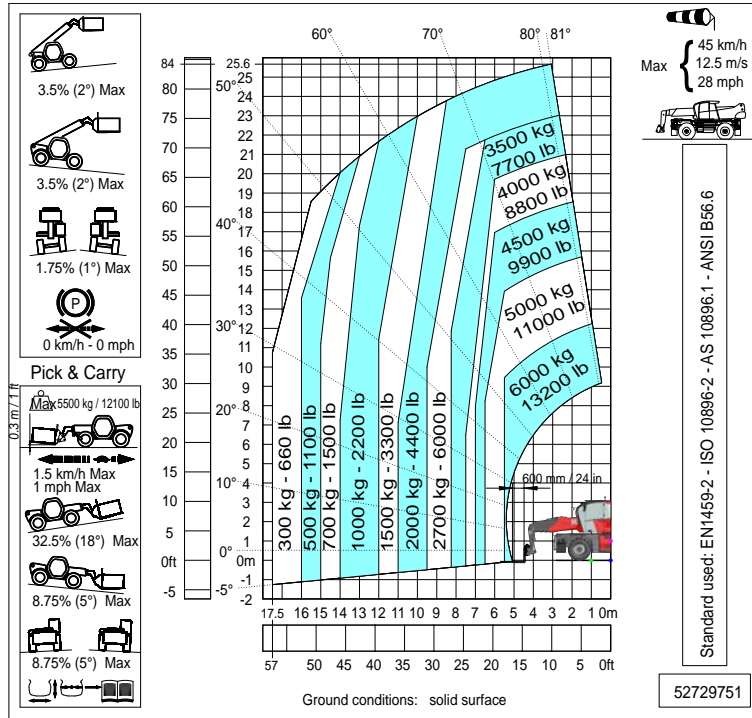 3.5% (2°) Max
3.5% (2°) Max
1.75% (1°) Max
P
0 km/h - 0 mph
Pick & Carry
0.3 m / 1 ft
Max 5500 kg / 12100 lb
1.5 km/h Max
1 mph Max
32.5% (18°) Max
8.75% (5°) Max
8.75% (5°) Max
84
80
75
70
65
60
55
50
45
40
35
30
25
20
15
10
5
0ft
-5
25.6
25
24
23
22
21
20
19
18
17
16
15
14
13
12
11
10
9
8
7
6
5
4
3
2
1
0m
-1
-2
60°
70°
80°
81°
50°
40°
30°
20°
10°
0°
-5°
3500 kg
7700 lb
4000 kg
8800 lb
4500 kg
9900 lb
5000 kg
11000 lb
6000 kg
13200 lb
300 kg - 660 lb
500 kg - 1100 lb
700 kg - 1500 lb
1000 kg - 2200 lb
1500 kg - 3300 lb
2000 kg - 4400 lb
2700 kg - 6000 lb
600 mm / 24 in
17.5 16 15 14 13 12 11 10 9 8 7 6 5 4 3 2 1 0m
57 50 45 40 35 30 25 20 15 10 5 0ft
Ground conditions: solid surface
Max
45 km/h
12.5 m/s
28 mph
Standard used: EN1459-2 - ISO 10896-2 - AS 10896.1 - ANSI B56.6
52729751